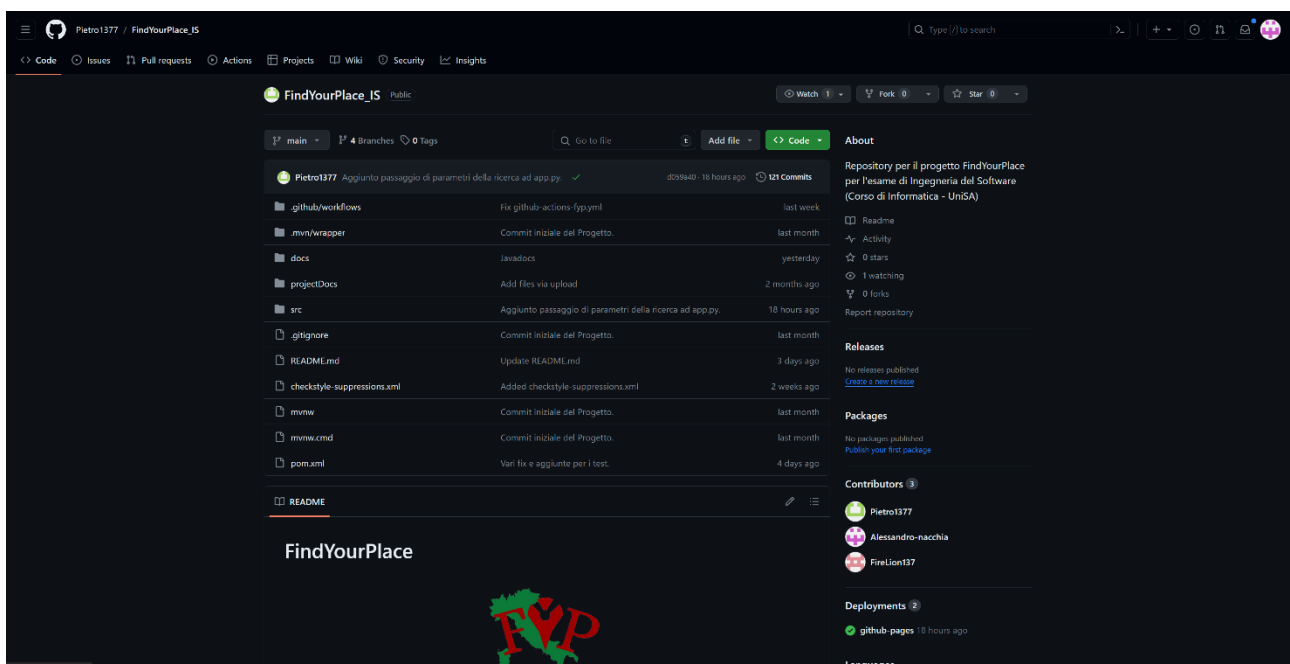 Pietro1377 / FindYourPlace_IS
Type / to search
Code Issues Pull requests Actions Projects Wiki Security Insights
FindYourPlace_IS Public
Watch 1 Fork 0 Star 0
main 4 Branches 0 Tags
Go to file t Add file Code
Pietro1377 Aggiunto passaggio di parametri della ricerca ad app.py. d059a40 · 18 hours ago 121 Commits
.github/workflows Fix github-actions-fyp.yml last week
.mvn/wrapper Commit iniziale del Progetto. last month
docs Javadocs yesterday
projectDocs Add files via upload 2 months ago
src Aggiunto passaggio di parametri della ricerca ad app.py. 18 hours ago
.gitignore Commit iniziale del Progetto. last month
README.md Update README.md 3 days ago
checkstyle-suppressions.xml Added checkstyle-suppressions.xml 2 weeks ago
mvnw Commit iniziale del Progetto. last month
mvnw.cmd Commit iniziale del Progetto. last month
pom.xml Vari fix e aggiunte per i test. 4 days ago
README
FindYourPlace
FYP
About
Repository per il progetto FindYourPlace
per l'esame di Ingegneria del Software
(Corso di Informatica - UniSA)
Readme
Activity
0 stars
1 watching
0 forks
Report repository
Releases
No releases published
Create a new release
Packages
No packages published
Publish your first package
Contributors 3
Pietro1377
Alessandro-nacchia
FireLion137
Deployments 2
github-pages 18 hours ago
Languages